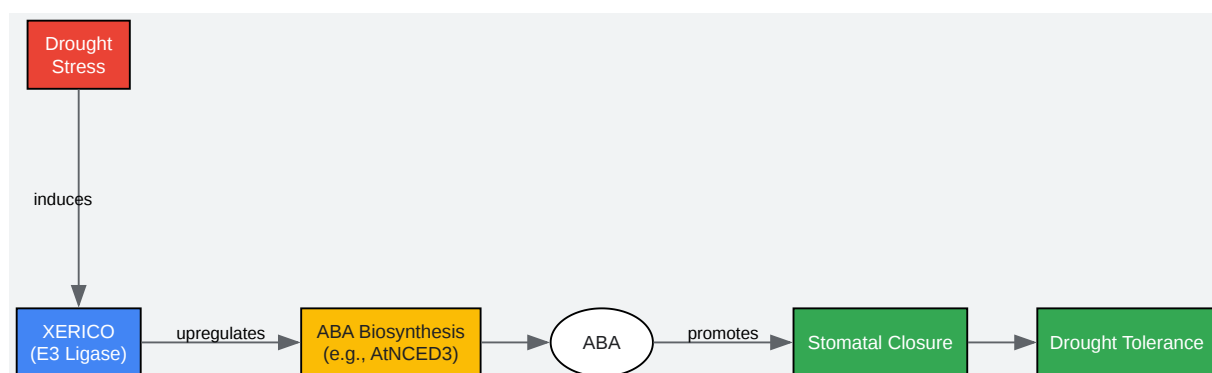 Drought
Stress
induces
XERICO
(E3 Ligase)
upregulates
ABA Biosynthesis
(e.g., AtNCED3)
ABA
promotes
Stomatal Closure
Drought Tolerance